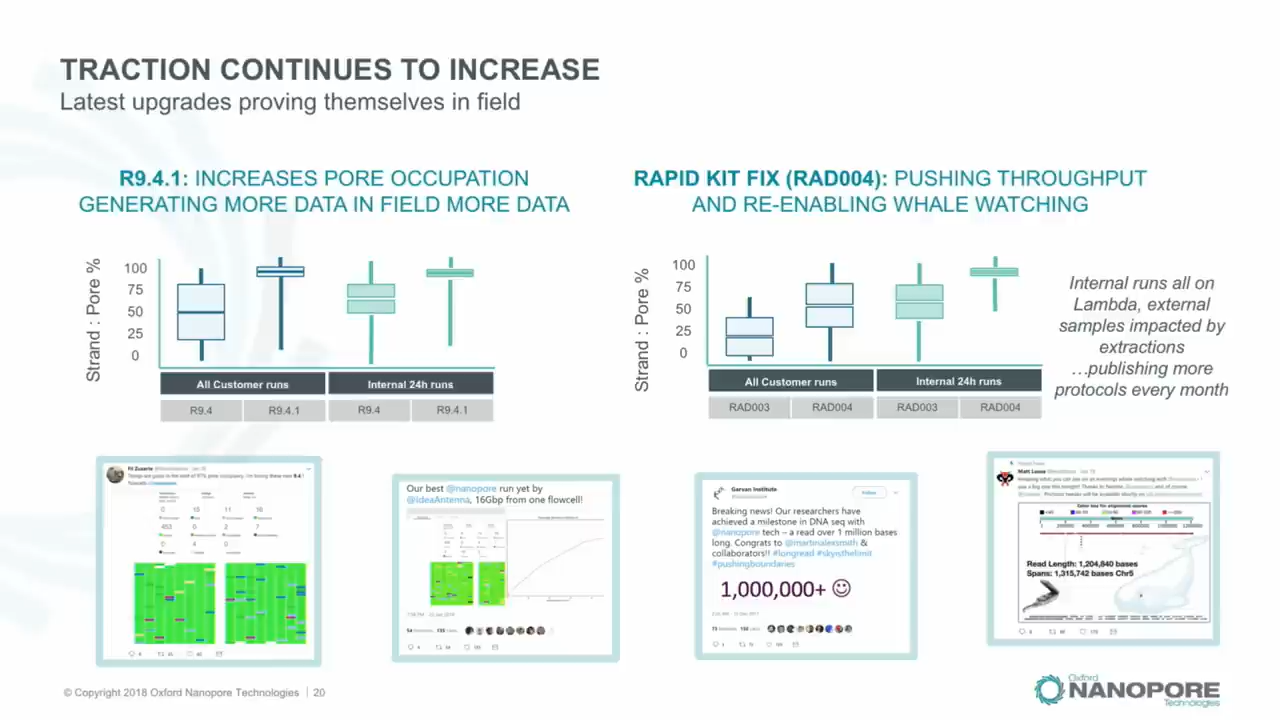 TRACTION CONTINUES TO INCREASE
Latest upgrades proving themselves in field
R9.4.1: INCREASES PORE OCCUPATION
GENERATING MORE DATA IN FIELD MORE DATA
Strand : Pore %
100
75
50
25
0
All Customer runs
Internal 24h runs
R9.4
R9.4.1
R9.4
R9.4.1
RAPID KIT FIX (RAD004): PUSHING THROUGHPUT
AND RE-ENABLING WHALE WATCHING
Strand : Pore %
100
75
50
25
0
All Customer runs
Internal 24h runs
RAD003
RAD004
RAD003
RAD004
Internal runs all on
Lambda, external
samples impacted by
extractions
…publishing more
protocols every month
Our best @nanopore run yet by
@IdeaAntenna, 16Gbp from one flowcell!
Garvan Institute
Follow
Breaking news! Our researchers have
achieved a milestone in DNA seq with
@nanopore tech – a read over 1 million bases
long. Congrats to @martinalexsmith &
collaborators!! #longread #skyisthelimit
#pushingboundaries
1,000,000+
Matt Loose
Color key for alignment scores
Read Length: 1,204,840 bases
Spans: 1,315,742 bases Chr5
© Copyright 2018 Oxford Nanopore Technologies | 20
Oxford
NANOPORE
Technologies